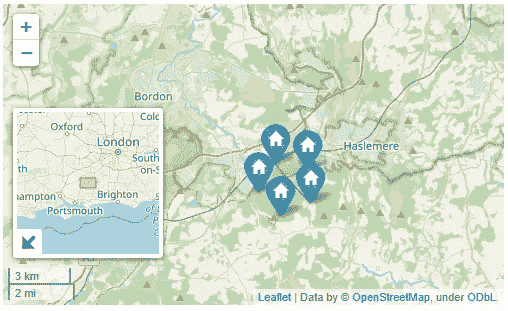 +
−
Bordon
Haslemere
Colc
Oxford
London
South
on-S
ampton
Brighton
Portsmouth
3 km
2 mi
Leaflet | Data by © OpenStreetMap, under ODbL.